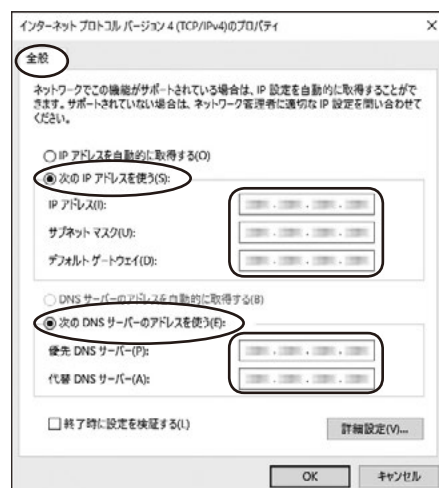 インターネット プロトコル バージョン 4 (TCP/IPv4)のプロパティ
×
全般
ネットワークでこの機能がサポートされている場合は、IP 設定を自動的に取得することがで
きます。サポートされていない場合は、ネットワーク管理者に適切な IP 設定を問い合わせて
ください。
IP アドレスを自動的に取得する(O)
次の IP アドレスを使う(S):
IP アドレス(I):
サブネット マスク(U):
デフォルト ゲートウェイ(D):
DNS サーバーのアドレスを自動的に取得する(B)
次の DNS サーバーのアドレスを使う(E):
優先 DNS サーバー(P):
代替 DNS サーバー(A):
終了時に設定を検証する(L)
詳細設定(V)...
OK
キャンセル